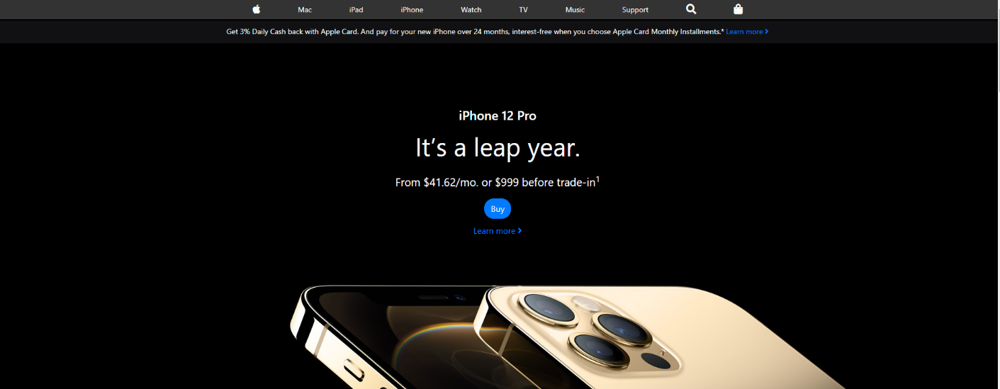 Mac iPad iPhone Watch TV Music Support
Get 3% Daily Cash back with Apple Card. And pay for your new iPhone over 24 months, interest-free when you choose Apple Card Monthly Installments.* Learn more
iPhone 12 Pro
It’s a leap year.
From $41.62/mo. or $999 before trade-in¹
Buy
Learn more